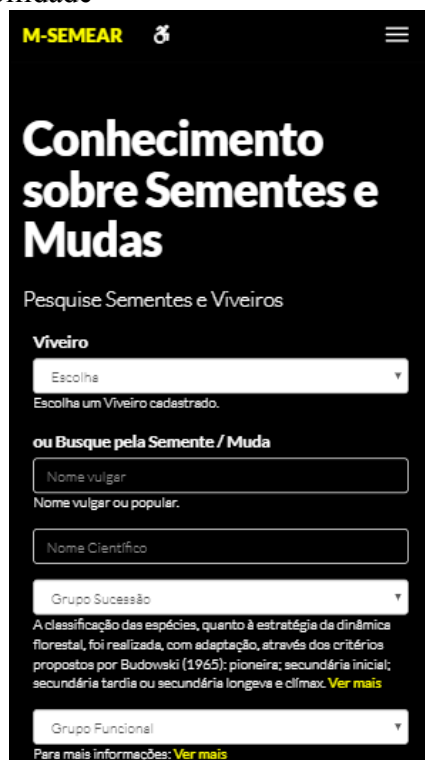 M-SEMEAR
Conhecimento
sobre Sementes e
Mudas
Pesquise Sementes e Viveiros
Viveiro
Escolha
Escolha um Viveiro cadastrado.
ou Busque pela Semente / Muda
Nome vulgar
Nome vulgar ou popular.
Nome Científico
Grupo Sucessão
A classificação das espécies, quanto à estratégia da dinâmica
florestal, foi realizada, com adaptação, através dos critérios
propostos por Budowski (1965): pioneira; secundária inicial;
secundária tardia ou secundária longeva e clímax. Ver mais
Grupo Funcional
Para mais informações: Ver mais